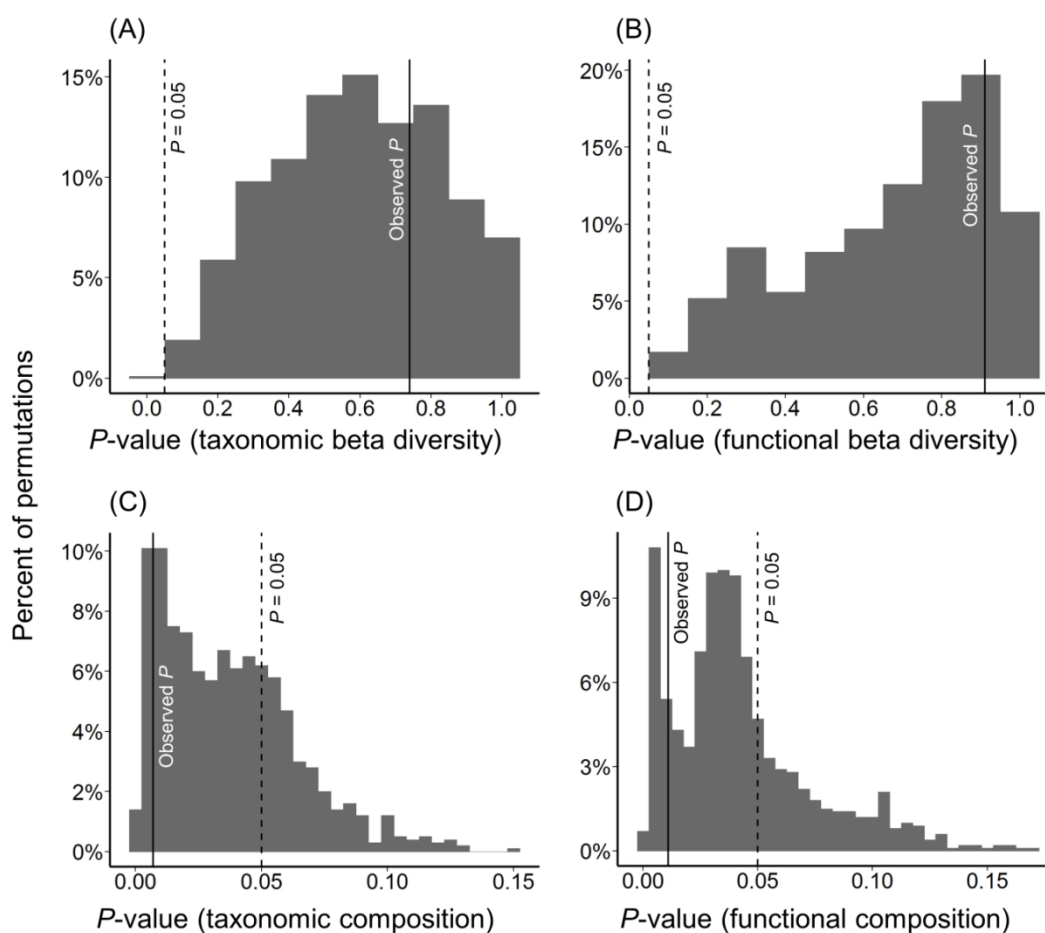 (A)
15%
10%
5%
0%
P = 0.05
Observed P
0.0 0.2 0.4 0.6 0.8 1.0
P-value (taxonomic beta diversity)
(B)
20%
15%
10%
5%
0%
P = 0.05
Observed P
0.0 0.2 0.4 0.6 0.8 1.0
P-value (functional beta diversity)
Percent of permutations
(C)
10%
8%
6%
4%
2%
0%
Observed P
P = 0.05
0.00 0.05 0.10 0.15
P-value (taxonomic composition)
(D)
9%
6%
3%
0%
Observed P
P = 0.05
0.00 0.05 0.10 0.15
P-value (functional composition)